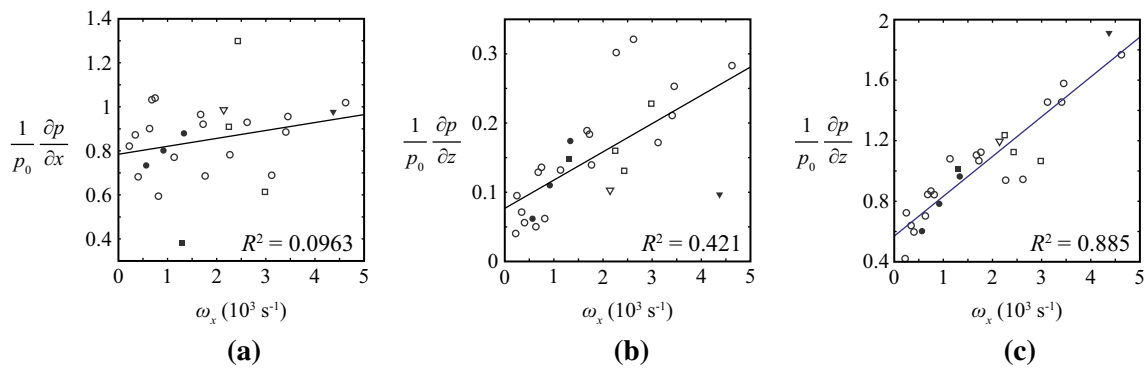 1.4
1.2
1
0.8
0.6
0.4
1/p₀ ∂p/∂x
R² = 0.0963
0 1 2 3 4 5
ωₓ (10³ s⁻¹)
(a)
0.3
0.2
0.1
0
1/p₀ ∂p/∂z
R² = 0.421
0 1 2 3 4 5
ωₓ (10³ s⁻¹)
(b)
2
1.6
1.2
0.8
0.4
1/p₀ ∂p/∂z
R² = 0.885
0 1 2 3 4 5
ωₓ (10³ s⁻¹)
(c)